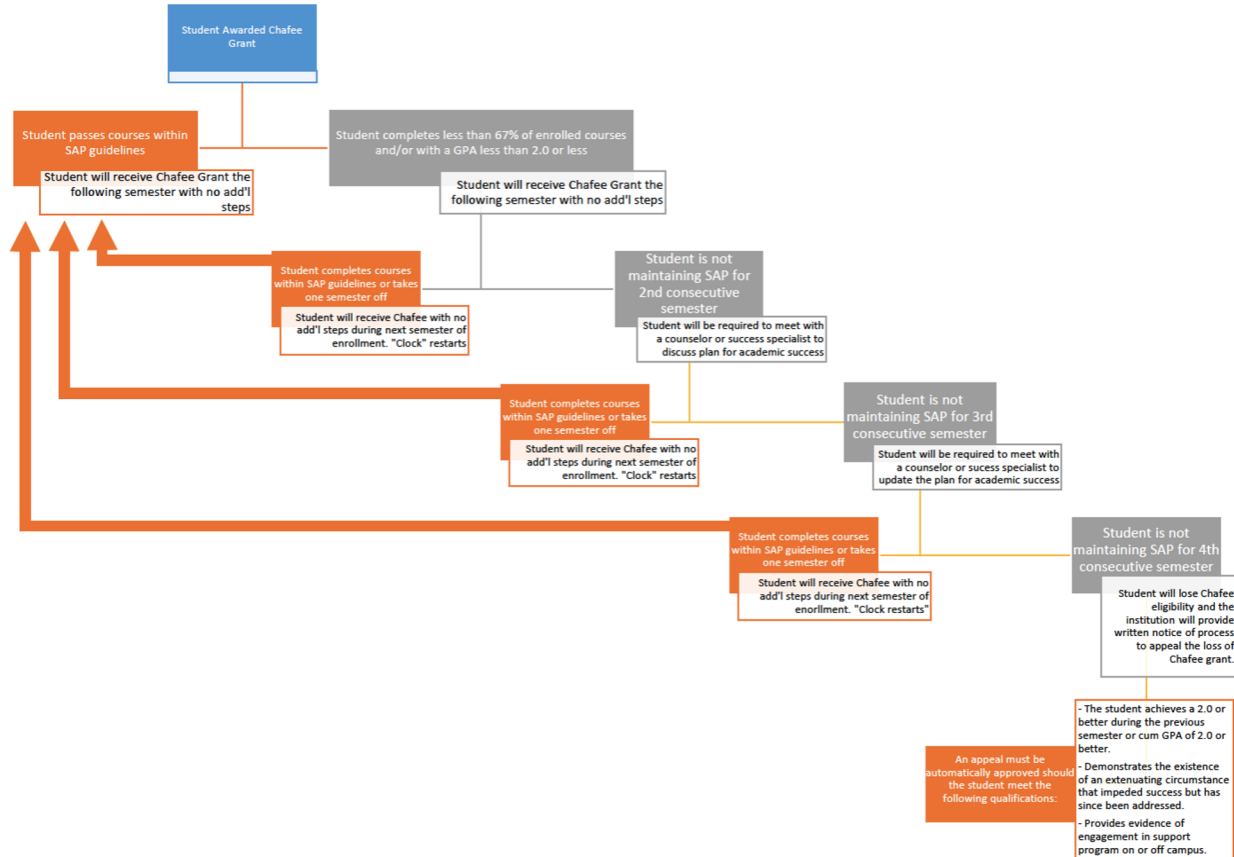 Student Awarded Chafee
Grant
Student passes courses within
SAP guidelines
Student will receive Chafee Grant the
following semester with no add'l
steps
Student completes less than 67% of enrolled courses
and/or with a GPA less than 2.0 or less
Student will receive Chafee Grant the
following semester with no add'l steps
Student completes courses
within SAP guidelines or takes
one semester off
Student will receive Chafee with no
add'l steps during next semester of
enrollment. "Clock" restarts
Student is not
maintaining SAP for
2nd consecutive
semester
Student will be required to meet with
a counselor or success specialist to
discuss plan for academic success
Student completes courses
within SAP guidelines or takes
one semester off
Student will receive Chafee with no
add'l steps during next semester of
enrollment. "Clock" restarts
Student is not
maintaining SAP for 3rd
consecutive semester
Student will be required to meet with
a counselor or sucess specialist to
update the plan for academic success
Student completes courses
within SAP guidelines or takes
one semester off
Student will receive Chafee with no
add'l steps during next semester of
enorllment. "Clock restarts"
Student is not
maintaining SAP for 4th
consecutive semester
Student will lose Chafee
eligibility and the
institution will provide
written notice of process
to appeal the loss of
Chafee grant.
An appeal must be
automatically approved should
the student meet the
following qualifications:
- The student achieves a 2.0 or
better during the previous
semester or cum GPA of 2.0 or
better.
- Demonstrates the existence
of an extenuating circumstance
that impeded success but has
since been addressed.
- Provides evidence of
engagement in support
program on or off campus.